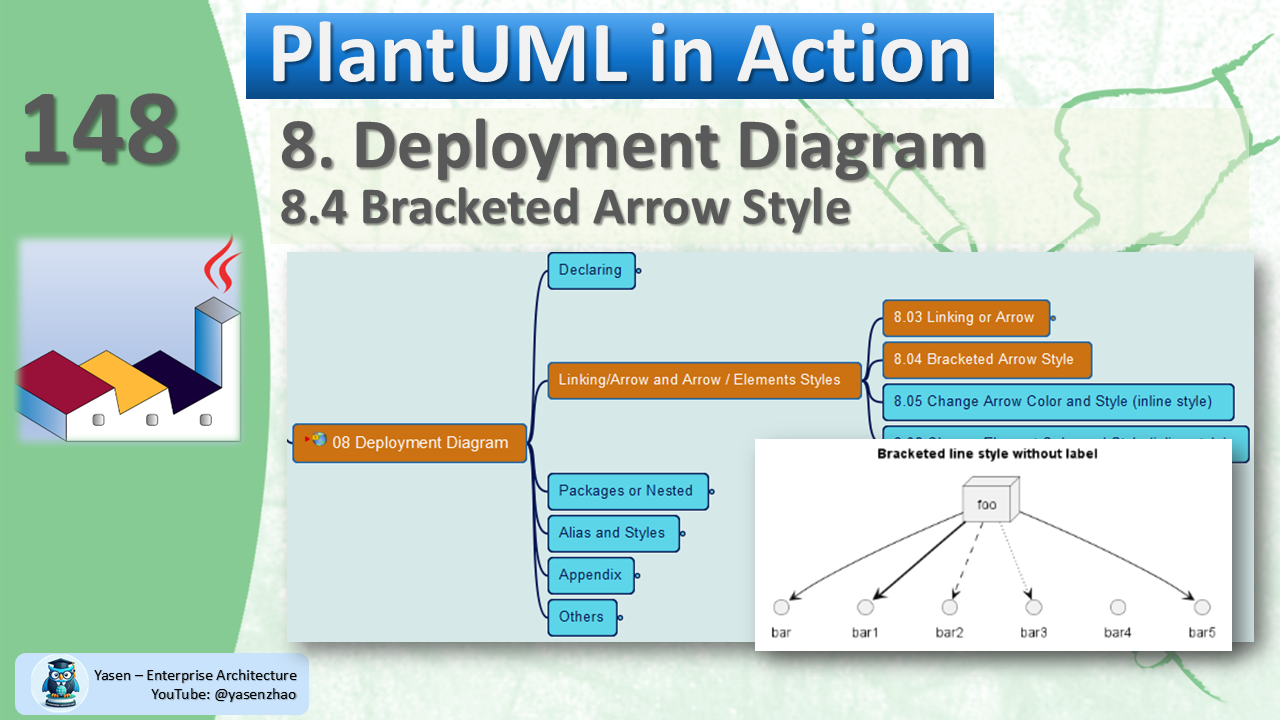 PlantUML in Action
148
8. Deployment Diagram
8.4 Bracketed Arrow Style
Declaring
8.03 Linking or Arrow
8.04 Bracketed Arrow Style
Linking/Arrow and Arrow / Elements Styles
8.05 Change Arrow Color and Style (inline style)
08 Deployment Diagram
Packages or Nested
Alias and Styles
Appendix
Others
Bracketed line style without label
foo
bar bar1 bar2 bar3 bar4 bar5
Yasen – Enterprise Architecture
YouTube: @yasenzhao